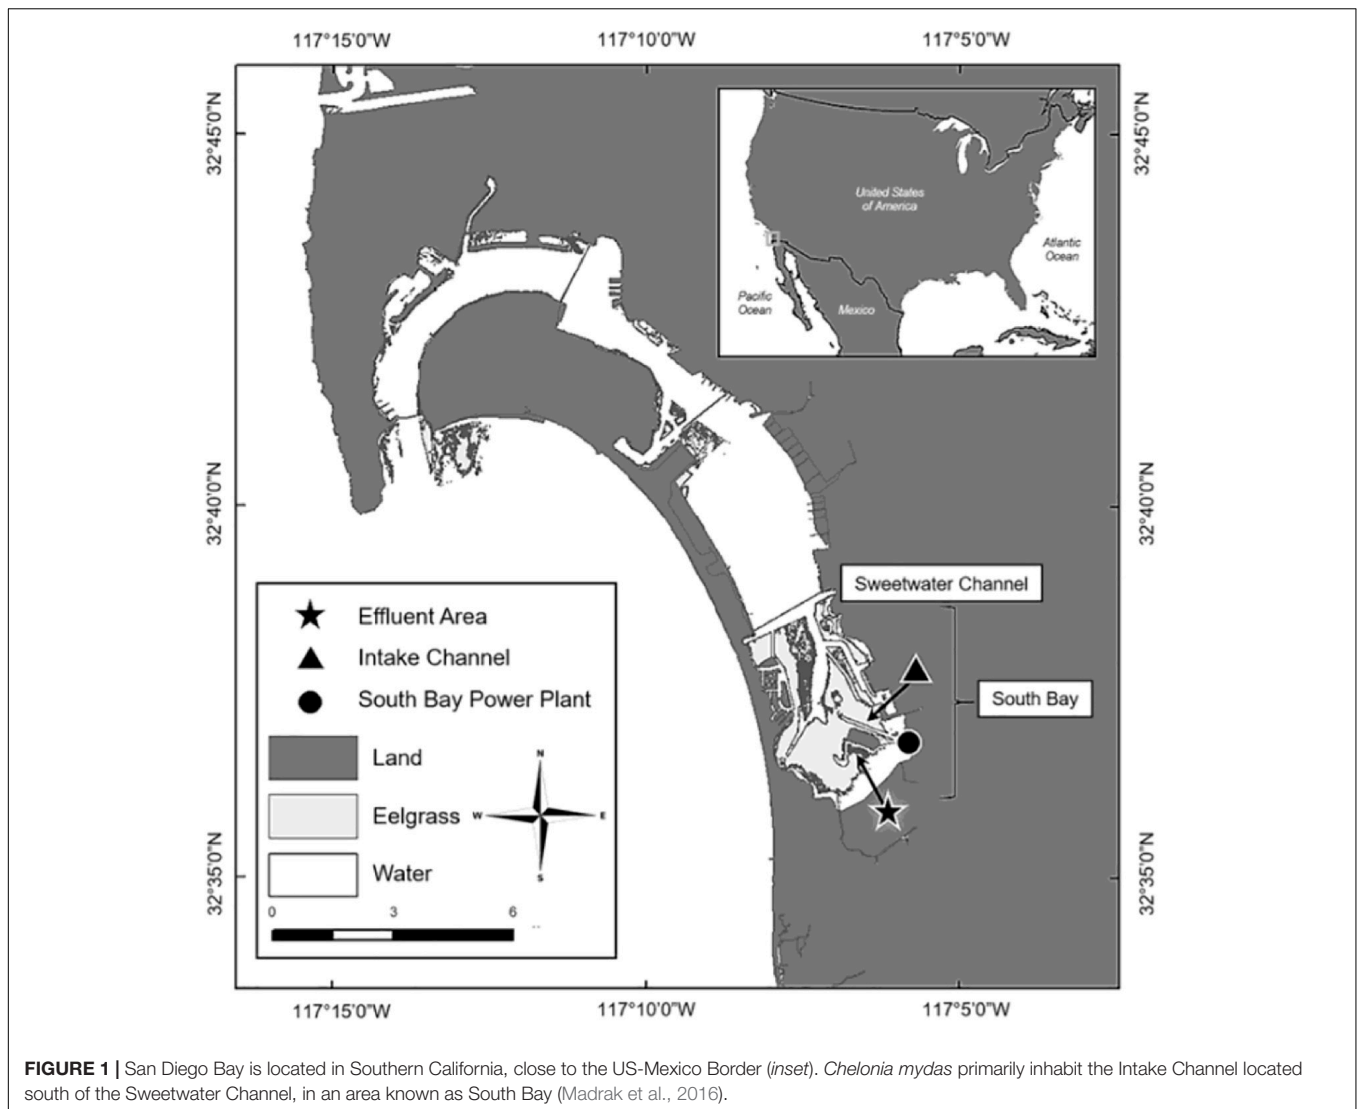 117°15'0"W 117°10'0"W 117°5'0"W
32°45'0"N
32°45'0"N
United States
of America
Atlantic
Ocean
Pacific
Ocean
Mexico
32°40'0"N
32°40'0"N
Sweetwater Channel
South Bay
Effluent Area
Intake Channel
South Bay Power Plant
Land
Eelgrass
Water
N
W E
S
0 3 6
32°35'0"N
32°35'0"N
117°15'0"W 117°10'0"W 117°5'0"W
FIGURE 1 | San Diego Bay is located in Southern California, close to the US-Mexico Border (inset). Chelonia mydas primarily inhabit the Intake Channel located
south of the Sweetwater Channel, in an area known as South Bay (Madrak et al., 2016).